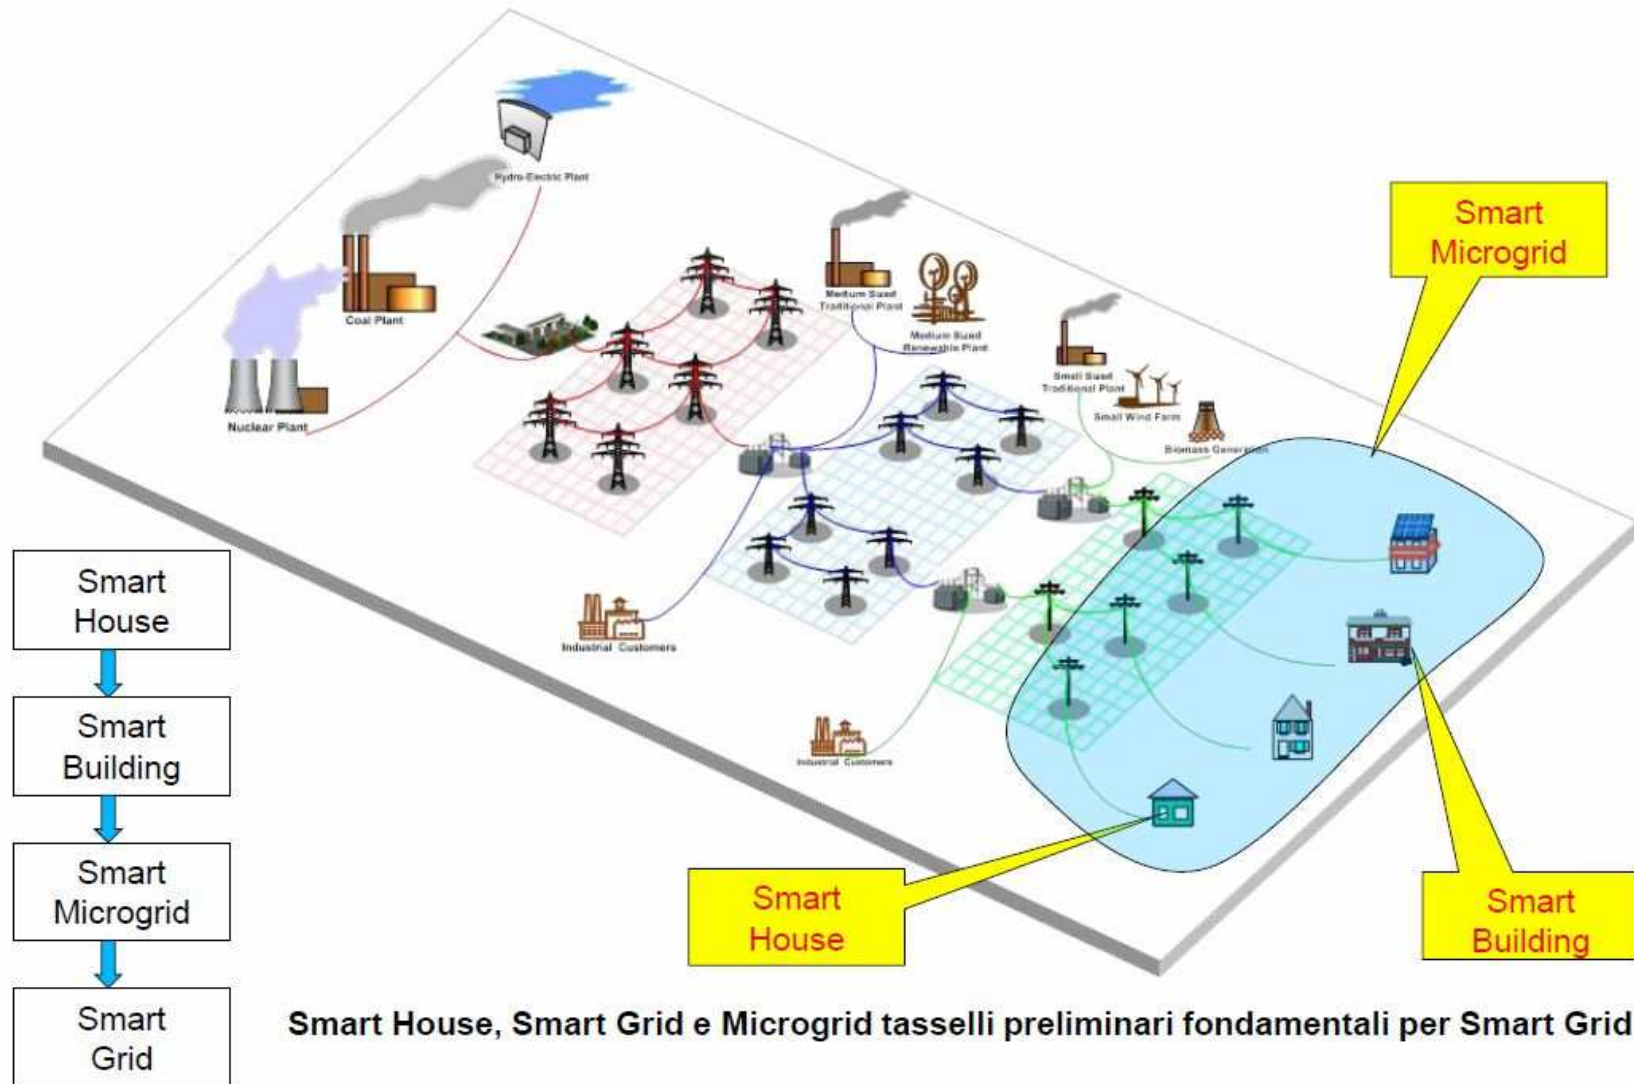 Hydro-Electric Plant
Coal Plant
Nuclear Plant
Medium Sized
Traditional Plant
Medium Sized
Renewable Plant
Small Sized
Traditional Plant
Small Wind Farm
Biomass Generation
Industrial Customers
Industrial Customers
Smart
Microgrid
Smart
House
Smart
Building
Smart
House
Smart
Building
Smart
Microgrid
Smart
Grid
Smart House, Smart Grid e Microgrid tasselli preliminari fondamentali per Smart Grid